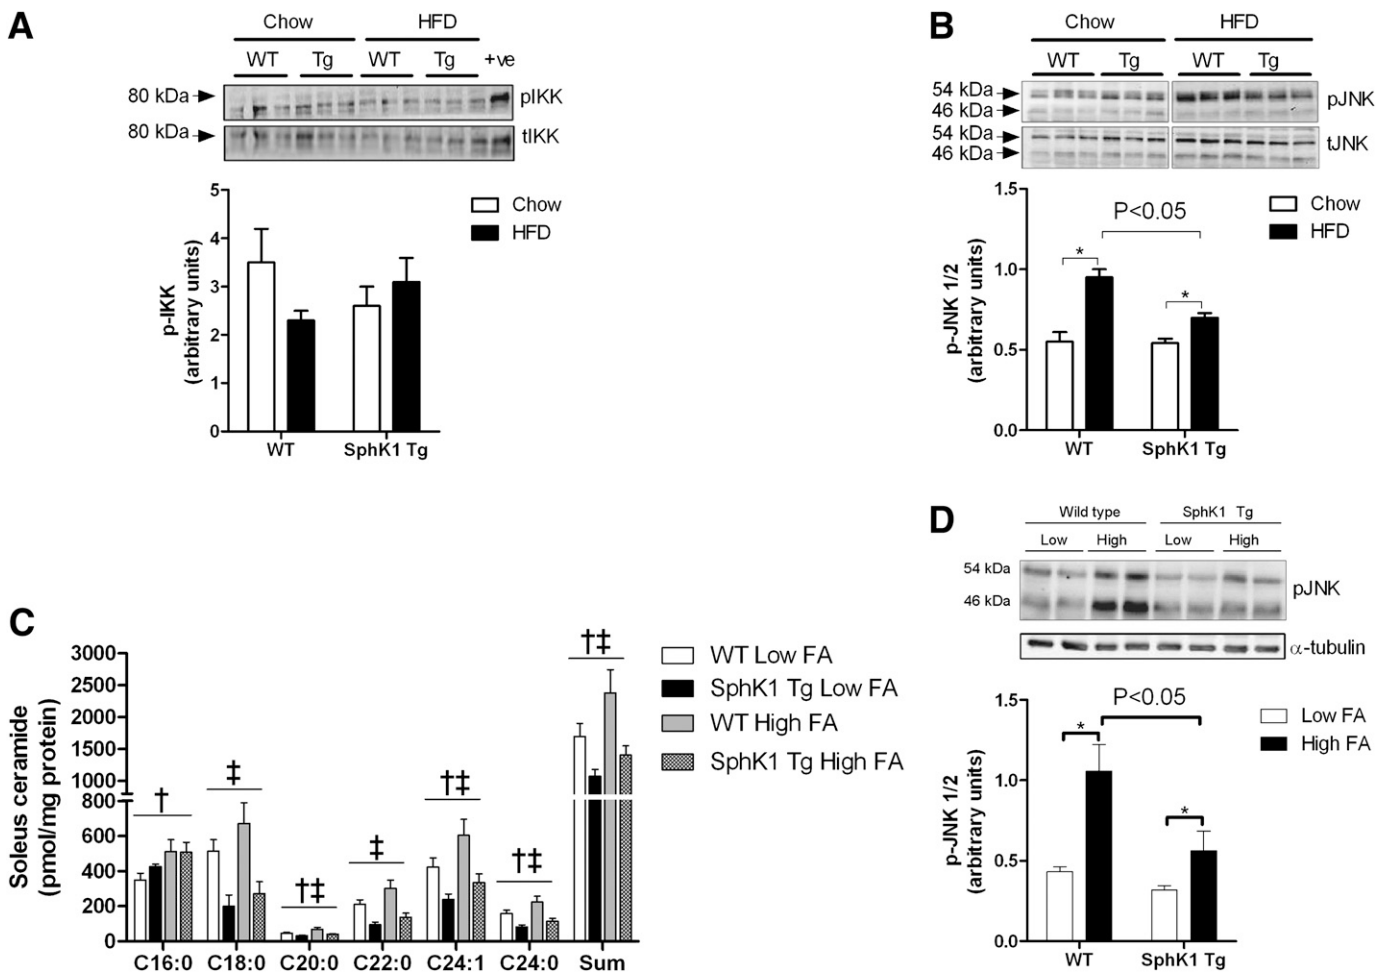 A
Chow HFD
WT Tg WT Tg +ve
80 kDa pIKK
80 kDa tIKK
5
4
3
2
1
0
p-IKK
(arbitrary units)
Chow
HFD
WT SphK1 Tg
B
Chow HFD
WT Tg WT Tg
54 kDa
46 kDa
pJNK
54 kDa
46 kDa
tJNK
1.5
1.0
0.5
0.0
p-JNK 1/2
(arbitrary units)
P<0.05
* *
Chow
HFD
WT SphK1 Tg
C
3000
2500
2000
1500
1000
800
600
400
200
0
Soleus ceramide
(pmol/mg protein)
† ‡ †‡ ‡ †‡ †‡ †‡
WT Low FA
SphK1 Tg Low FA
WT High FA
SphK1 Tg High FA
C16:0 C18:0 C20:0 C22:0 C24:1 C24:0 Sum
D
Wild type SphK1 Tg
Low High Low High
54 kDa
46 kDa
pJNK
α-tubulin
1.5
1.0
0.5
0.0
p-JNK 1/2
(arbitrary units)
P<0.05
* *
Low FA
High FA
WT SphK1 Tg